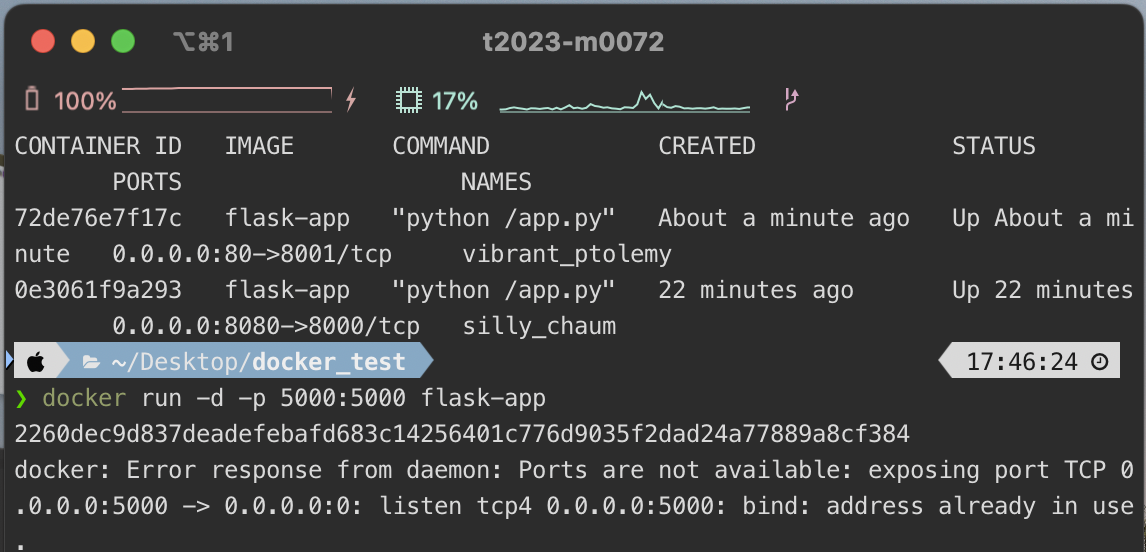 ⌥⌘1 t2023-m0072
100% 17%
CONTAINER ID IMAGE COMMAND CREATED STATUS
PORTS NAMES
72de76e7f17c flask-app "python /app.py" About a minute ago Up About a mi
nute 0.0.0.0:80->8001/tcp vibrant_ptolemy
0e3061f9a293 flask-app "python /app.py" 22 minutes ago Up 22 minutes
0.0.0.0:8080->8000/tcp silly_chaum
~/Desktop/docker_test 17:46:24
❯ docker run -d -p 5000:5000 flask-app
2260dec9d837deadefebafd683c14256401c776d9035f2dad24a77889a8cf384
docker: Error response from daemon: Ports are not available: exposing port TCP 0
.0.0.0:5000 -> 0.0.0.0:0: listen tcp4 0.0.0.0:5000: bind: address already in use
.